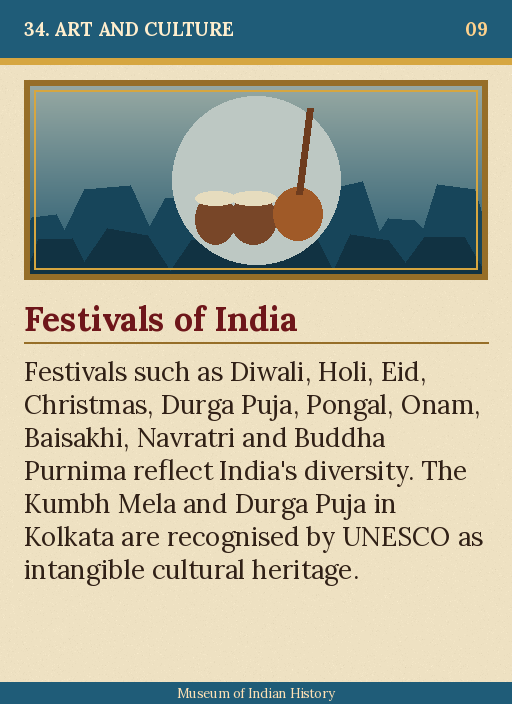 34. ART AND CULTURE 09
Festivals of India
Festivals such as Diwali, Holi, Eid,
Christmas, Durga Puja, Pongal, Onam,
Baisakhi, Navratri and Buddha
Purnima reflect India's diversity. The
Kumbh Mela and Durga Puja in
Kolkata are recognised by UNESCO as
intangible cultural heritage.
Museum of Indian History